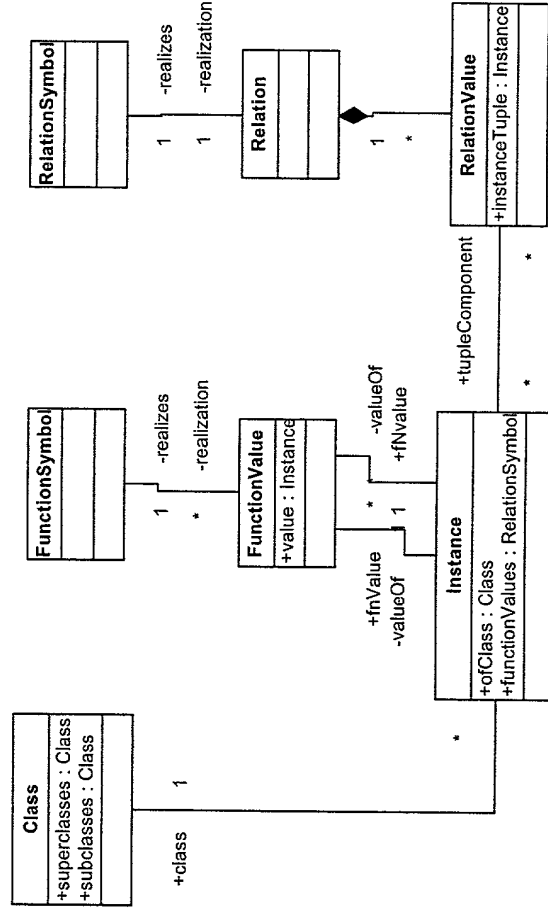 Class
+superclasses : Class
+subclasses : Class
+class
1
*
FunctionSymbol
1
-realizes
*
-realization
FunctionValue
+value : Instance
+fnValue
-valueOf
*
1
-valueOf
+fNvalue
Instance
+ofClass : Class
+functionValues : RelationSymbol
RelationSymbol
1
-realizes
1
-realization
Relation
1
*
RelationValue
+instanceTuple : Instance
+tupleComponent
*
*